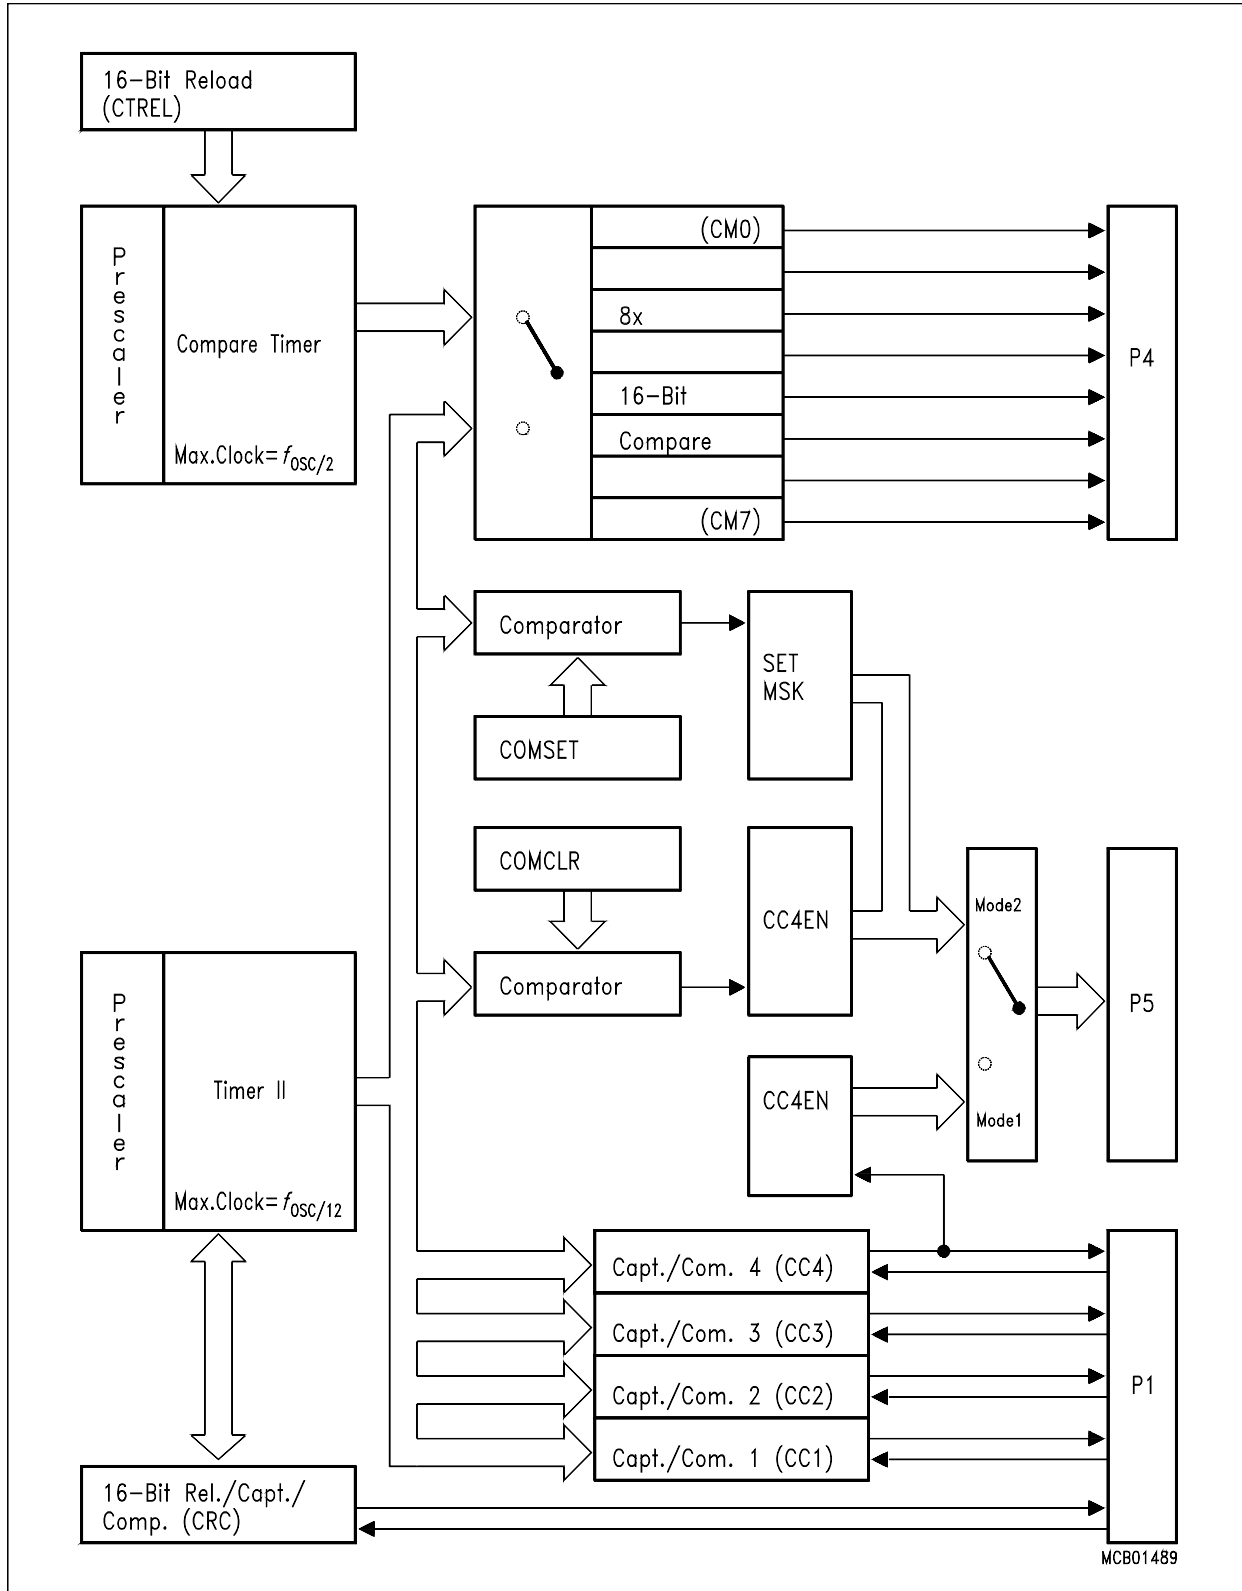 16-Bit Reload
(CTREL)
Prescaler
Compare Timer
Max.Clock= fOSC/2
(CM0)
8x
16-Bit
Compare
(CM7)
P4
Comparator
SET
MSK
COMSET
COMCLR
CC4EN
Comparator
Mode2
P5
Prescaler
Timer II
Max.Clock= fOSC/12
CC4EN
Mode1
Capt./Com. 4 (CC4)
Capt./Com. 3 (CC3)
Capt./Com. 2 (CC2)
Capt./Com. 1 (CC1)
P1
16-Bit Rel./Capt./
Comp. (CRC)
MCB01489